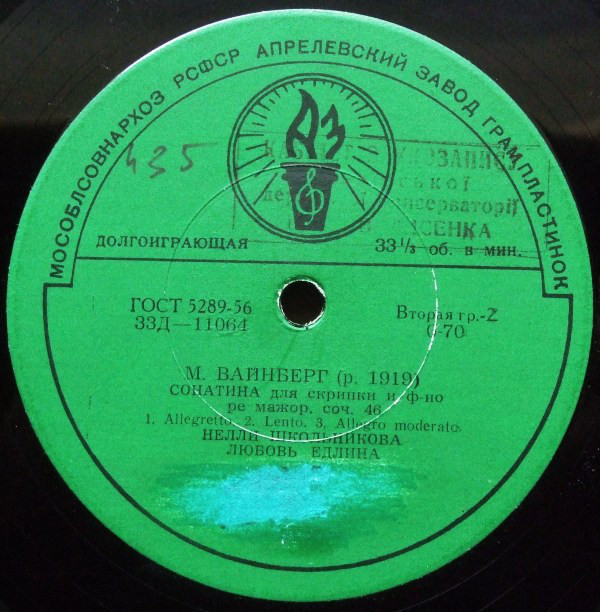 МОСОБЛСОВНАРХОЗ РСФСР АПРЕЛЕВСКИЙ ЗАВОД ГРАМПЛАСТИНОК
АЗ
435
ської
ДОЛГОИГРАЮЩАЯ
33⅓ об. в мин.
ГОСТ 5289-56
33Д—11064
Вторая гр.-2
6-70
М. ВАЙНБЕРГ (р. 1919)
СОНАТИНА для скрипки и ф-но
ре мажор, соч. 46
1. Allegretto. 2. Lento. 3. Allegro moderato.
НЕЛЛИ ШКОЛЬНИКОВА
ЛЮБОВЬ ЕДЛИНА